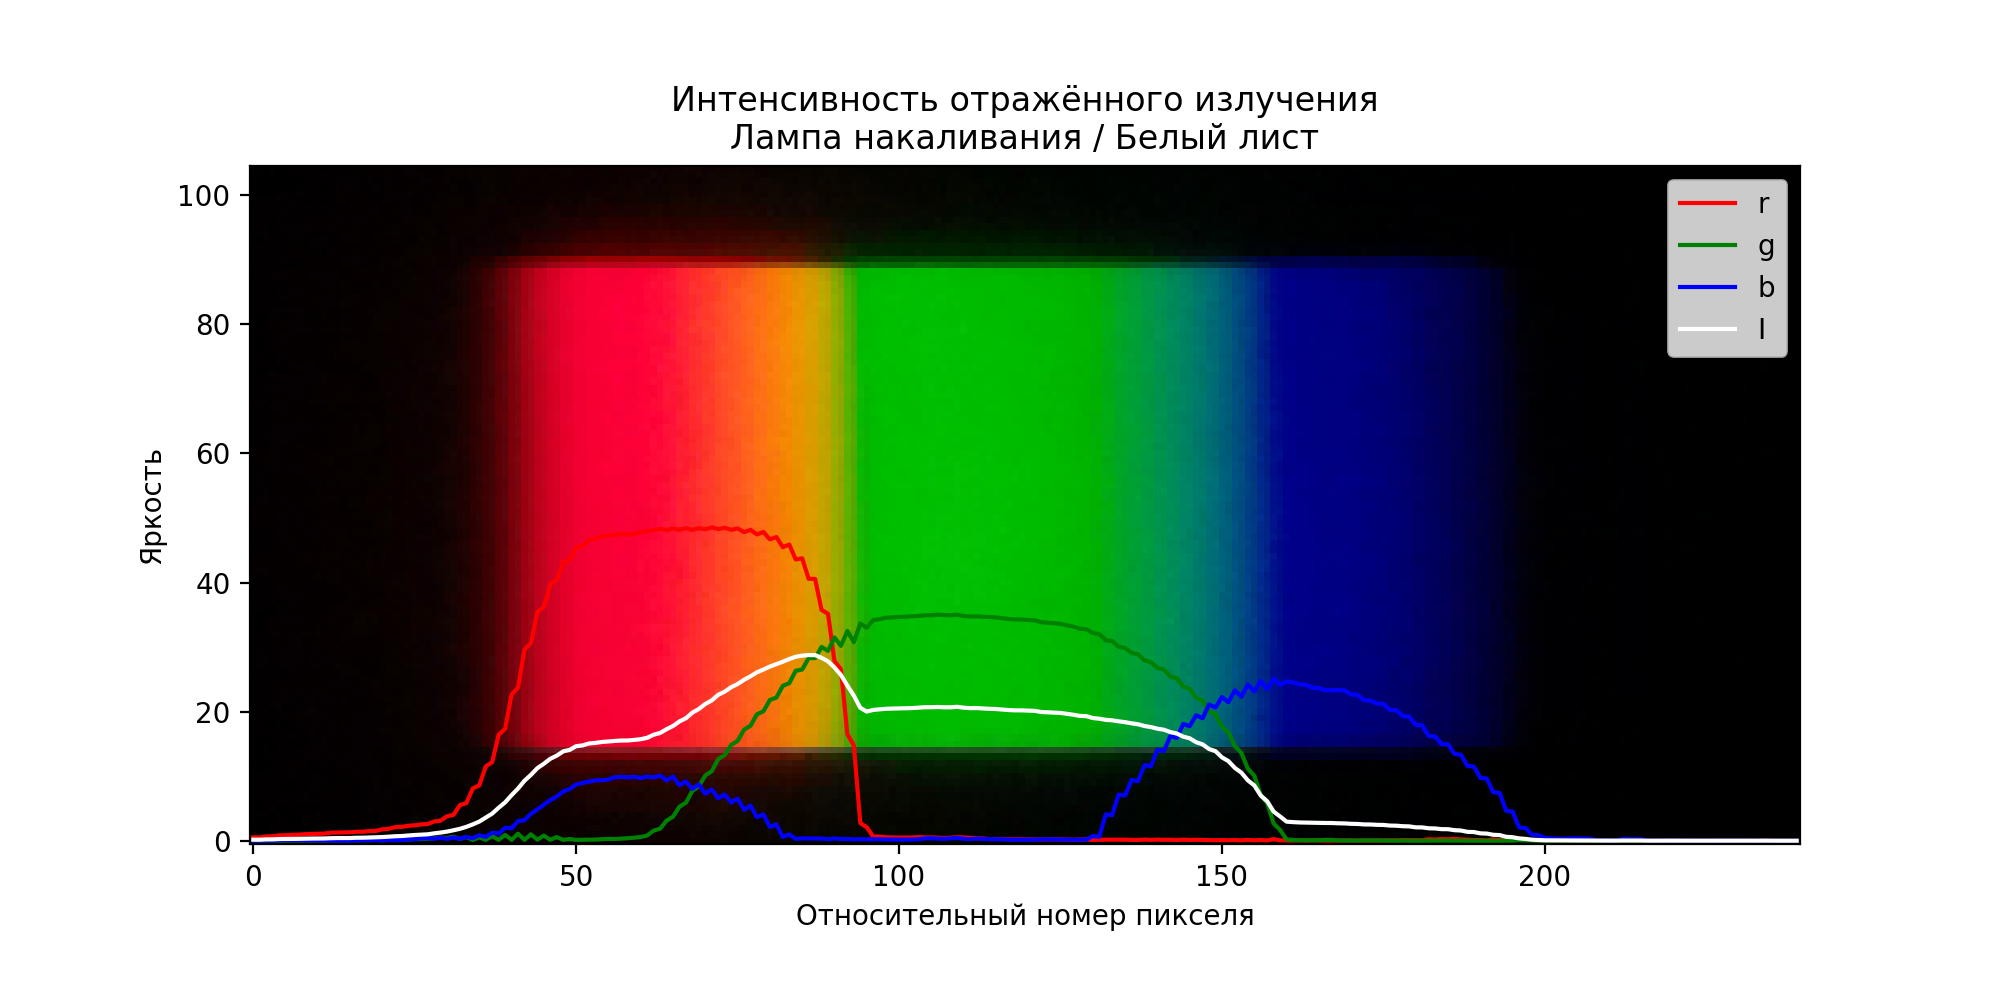 Интенсивность отражённого излучения
Лампа накаливания / Белый лист
100
80
60
40
20
0
Яркость
0 50 100 150 200
Относительный номер пикселя
r
g
b
l